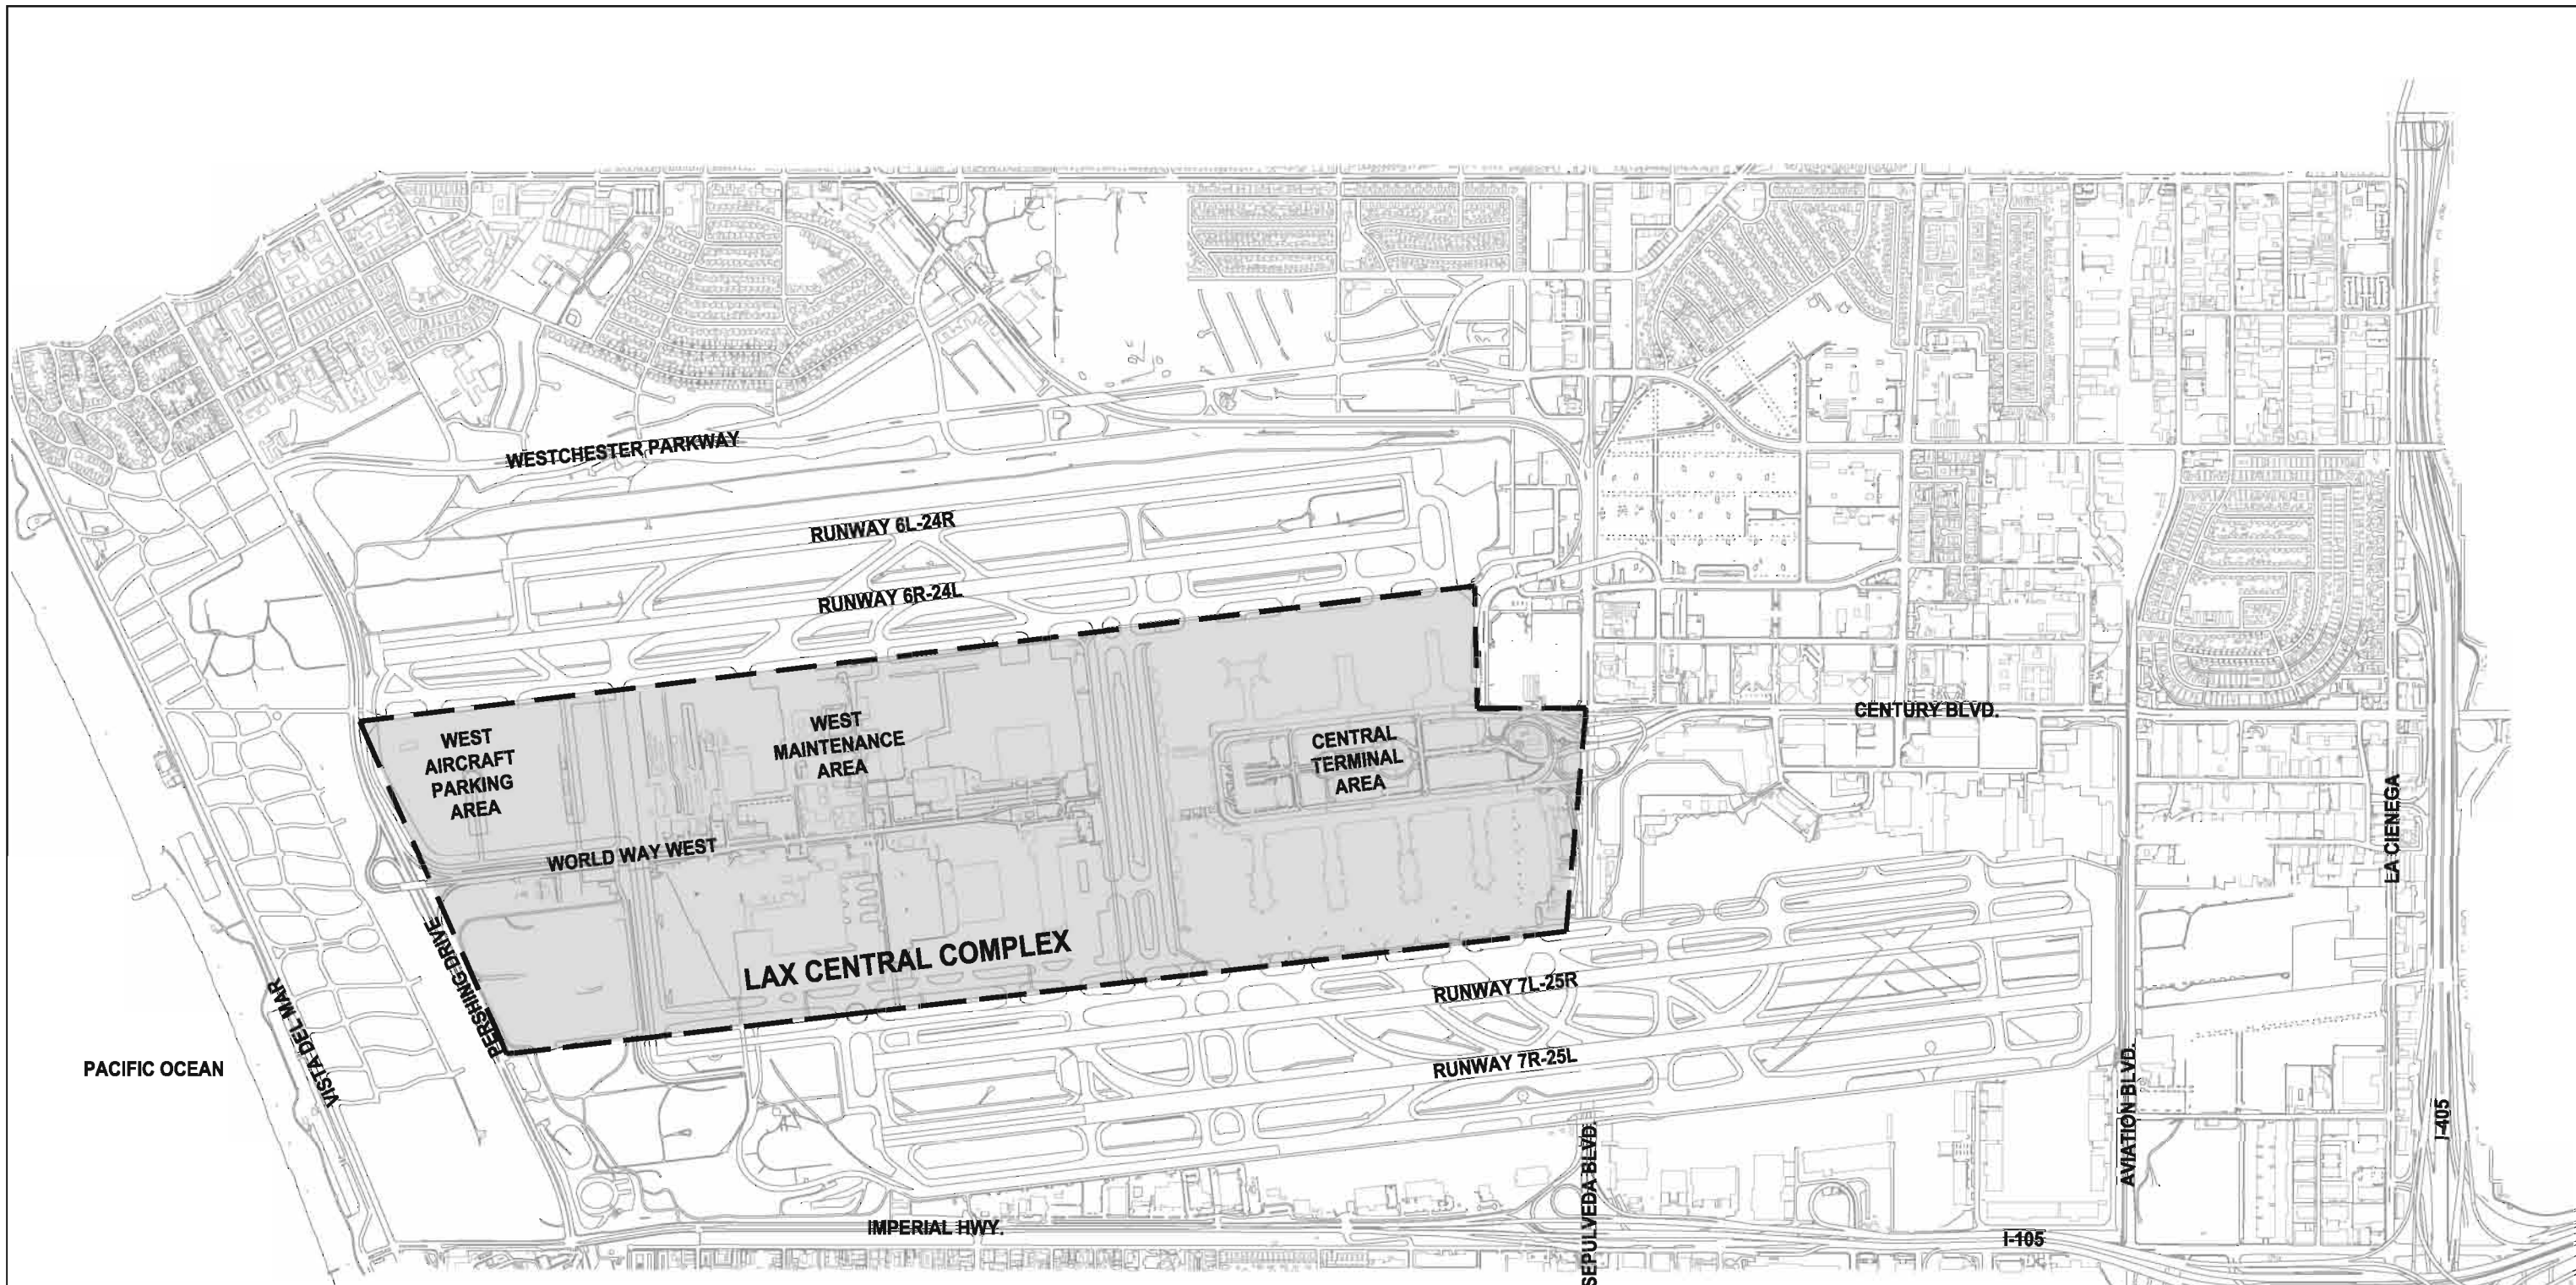 WESTCHESTER PARKWAY
RUNWAY 6L-24R
RUNWAY 6R-24L
WEST
AIRCRAFT
PARKING
AREA
WEST
MAINTENANCE
AREA
CENTRAL
TERMINAL
AREA
CENTURY BLVD.
WORLD WAY WEST
LA CIENEGA
LAX CENTRAL COMPLEX
PERSHING DRIVE
VISTA DEL MAR
PACIFIC OCEAN
RUNWAY 7L-25R
RUNWAY 7R-25L
SEPULVEDA BLVD.
AVIATION BLVD.
I-405
IMPERIAL HWY.
I-105